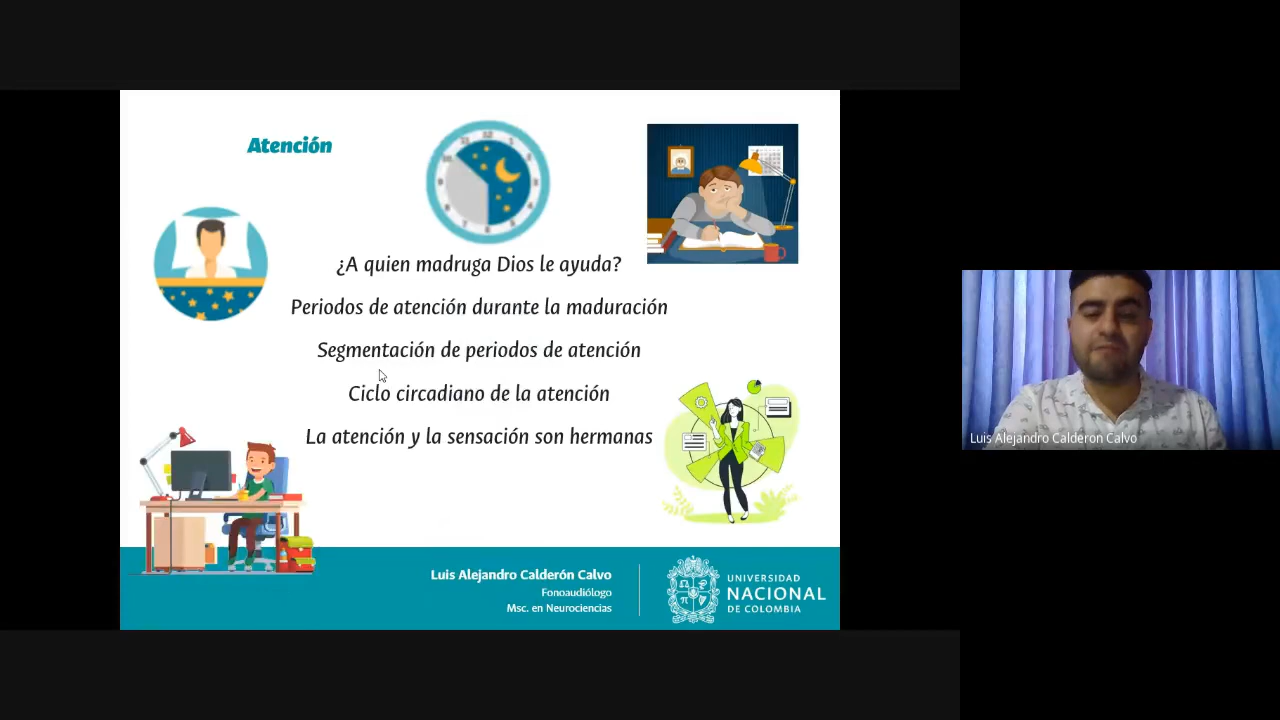 Atención
¿A quien madruga Dios le ayuda?
Periodos de atención durante la maduración
Segmentación de periodos de atención
Ciclo circadiano de la atención
La atención y la sensación son hermanas
Luis Alejandro Calderón Calvo
Fonoaudiólogo
Msc. en Neurociencias
UNIVERSIDAD
NACIONAL
DE COLOMBIA
Luis Alejandro Calderon Calvo